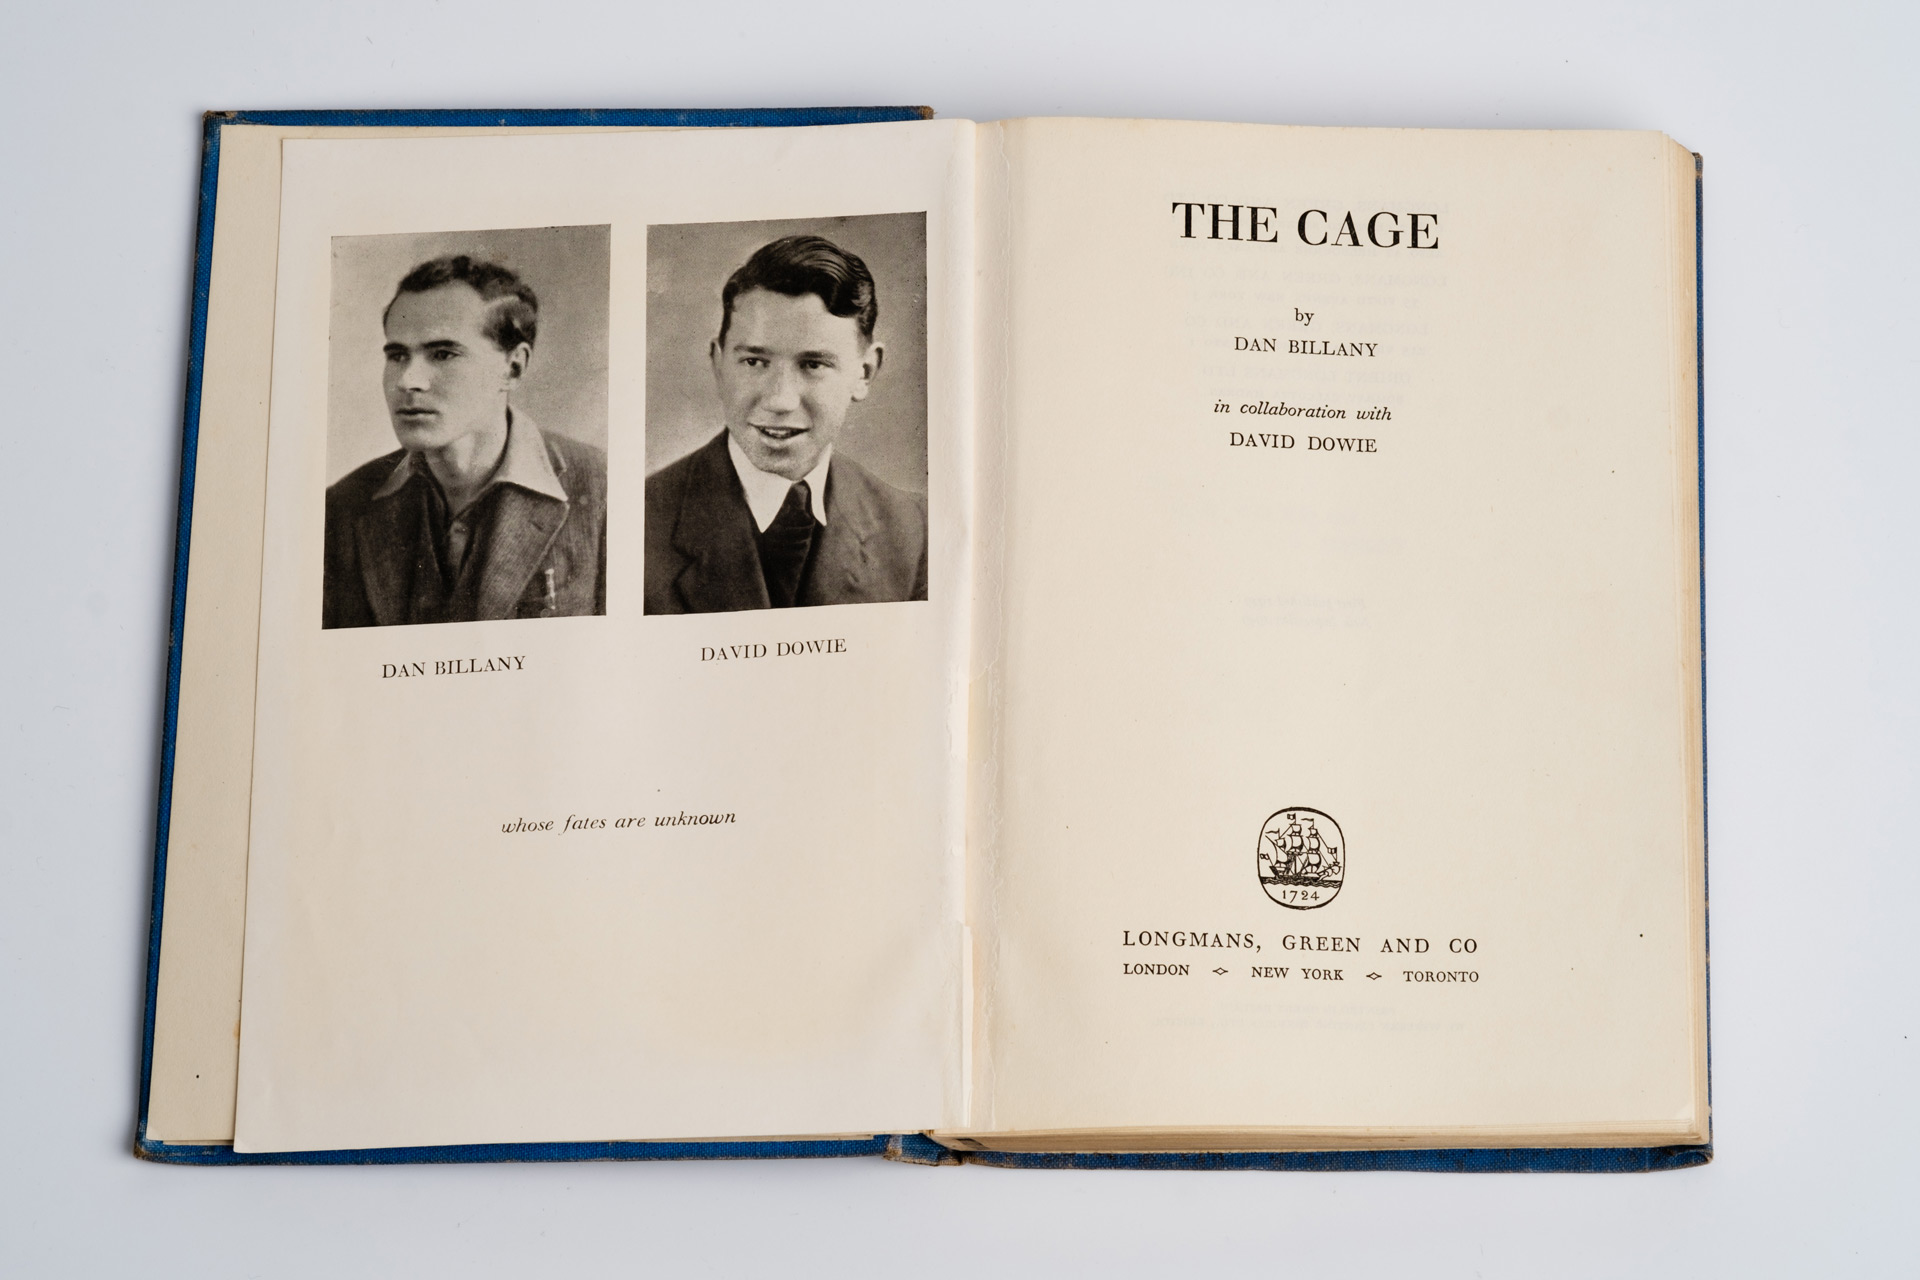 DAN BILLANY
DAVID DOWIE
whose fates are unknown
THE CAGE
by
DAN BILLANY
in collaboration with
DAVID DOWIE
1724
LONGMANS, GREEN AND CO
LONDON NEW YORK TORONTO